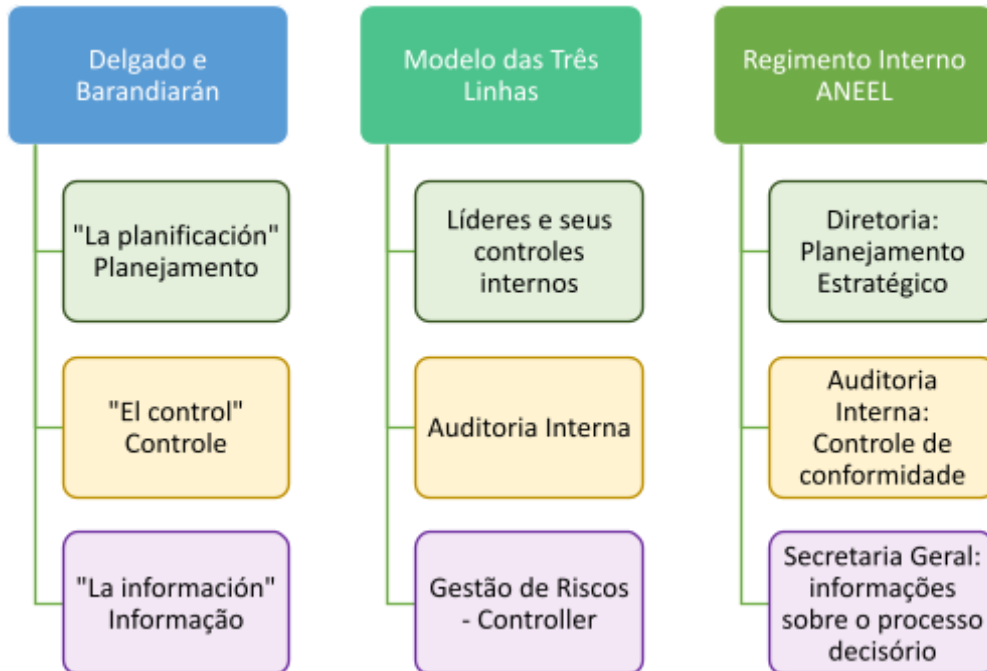 Delgado e
Barandiarán
"La planificación"
Planejamento
"El control"
Controle
"La información"
Informação
Modelo das Três
Linhas
Líderes e seus
controles
internos
Auditoria Interna
Gestão de Riscos
- Controller
Regimento Interno
ANEEL
Diretoria:
Planejamento
Estratégico
Auditoria
Interna:
Controle de
conformidade
Secretaria Geral:
informações
sobre o processo
decisório